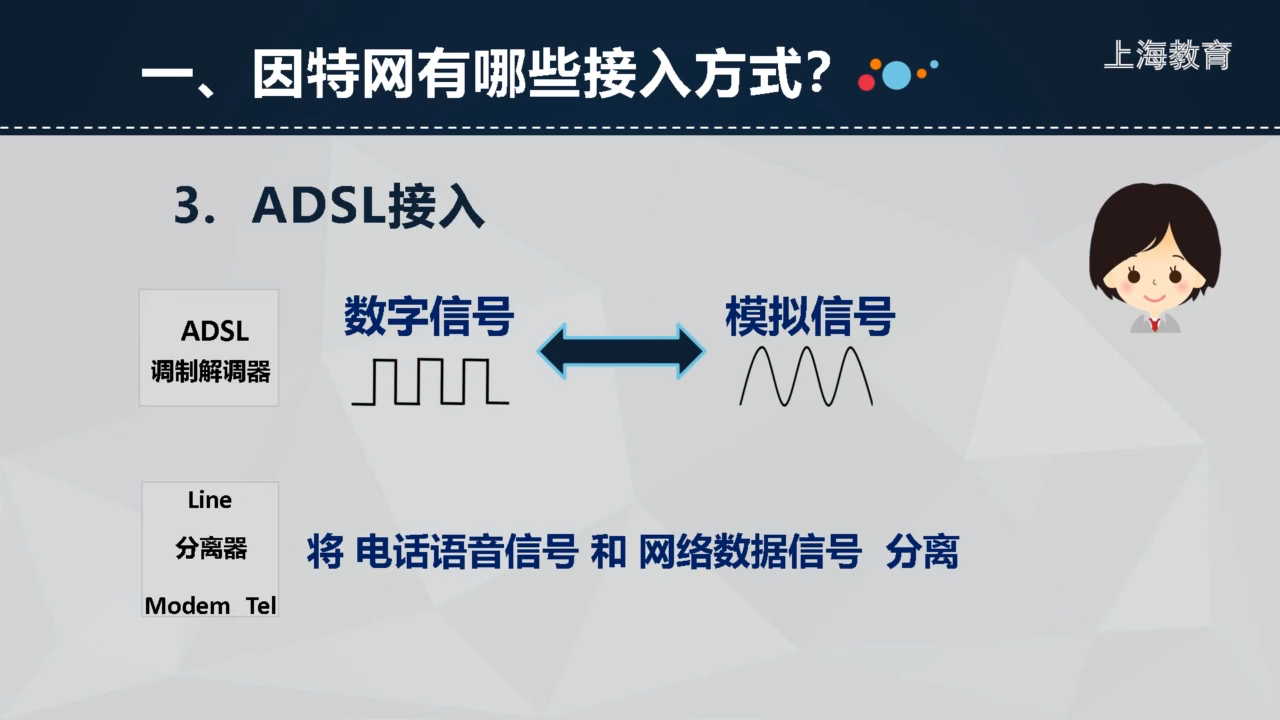 一、因特网有哪些接入方式？
上海教育
3. ADSL接入
ADSL
调制解调器
数字信号
模拟信号
Line
分离器
Modem Tel
将 电话语音信号 和 网络数据信号 分离